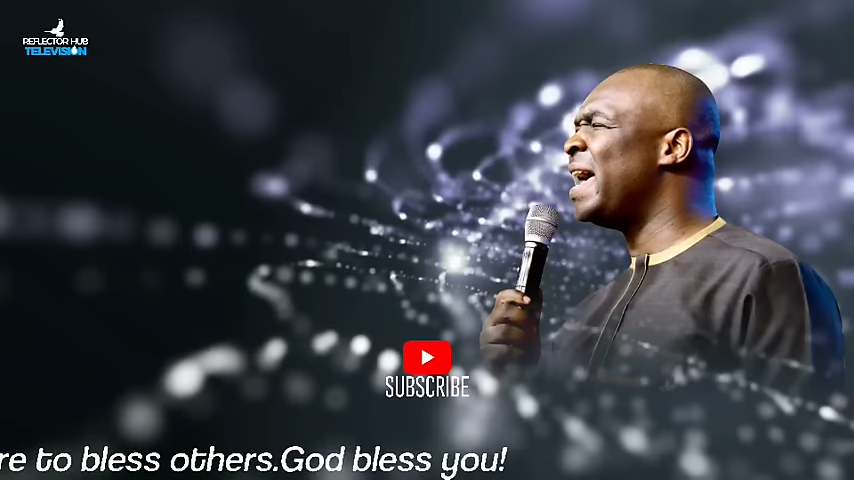 REFLECTOR HUB
TELEVISION
SUBSCRIBE
re to bless others.God bless you!